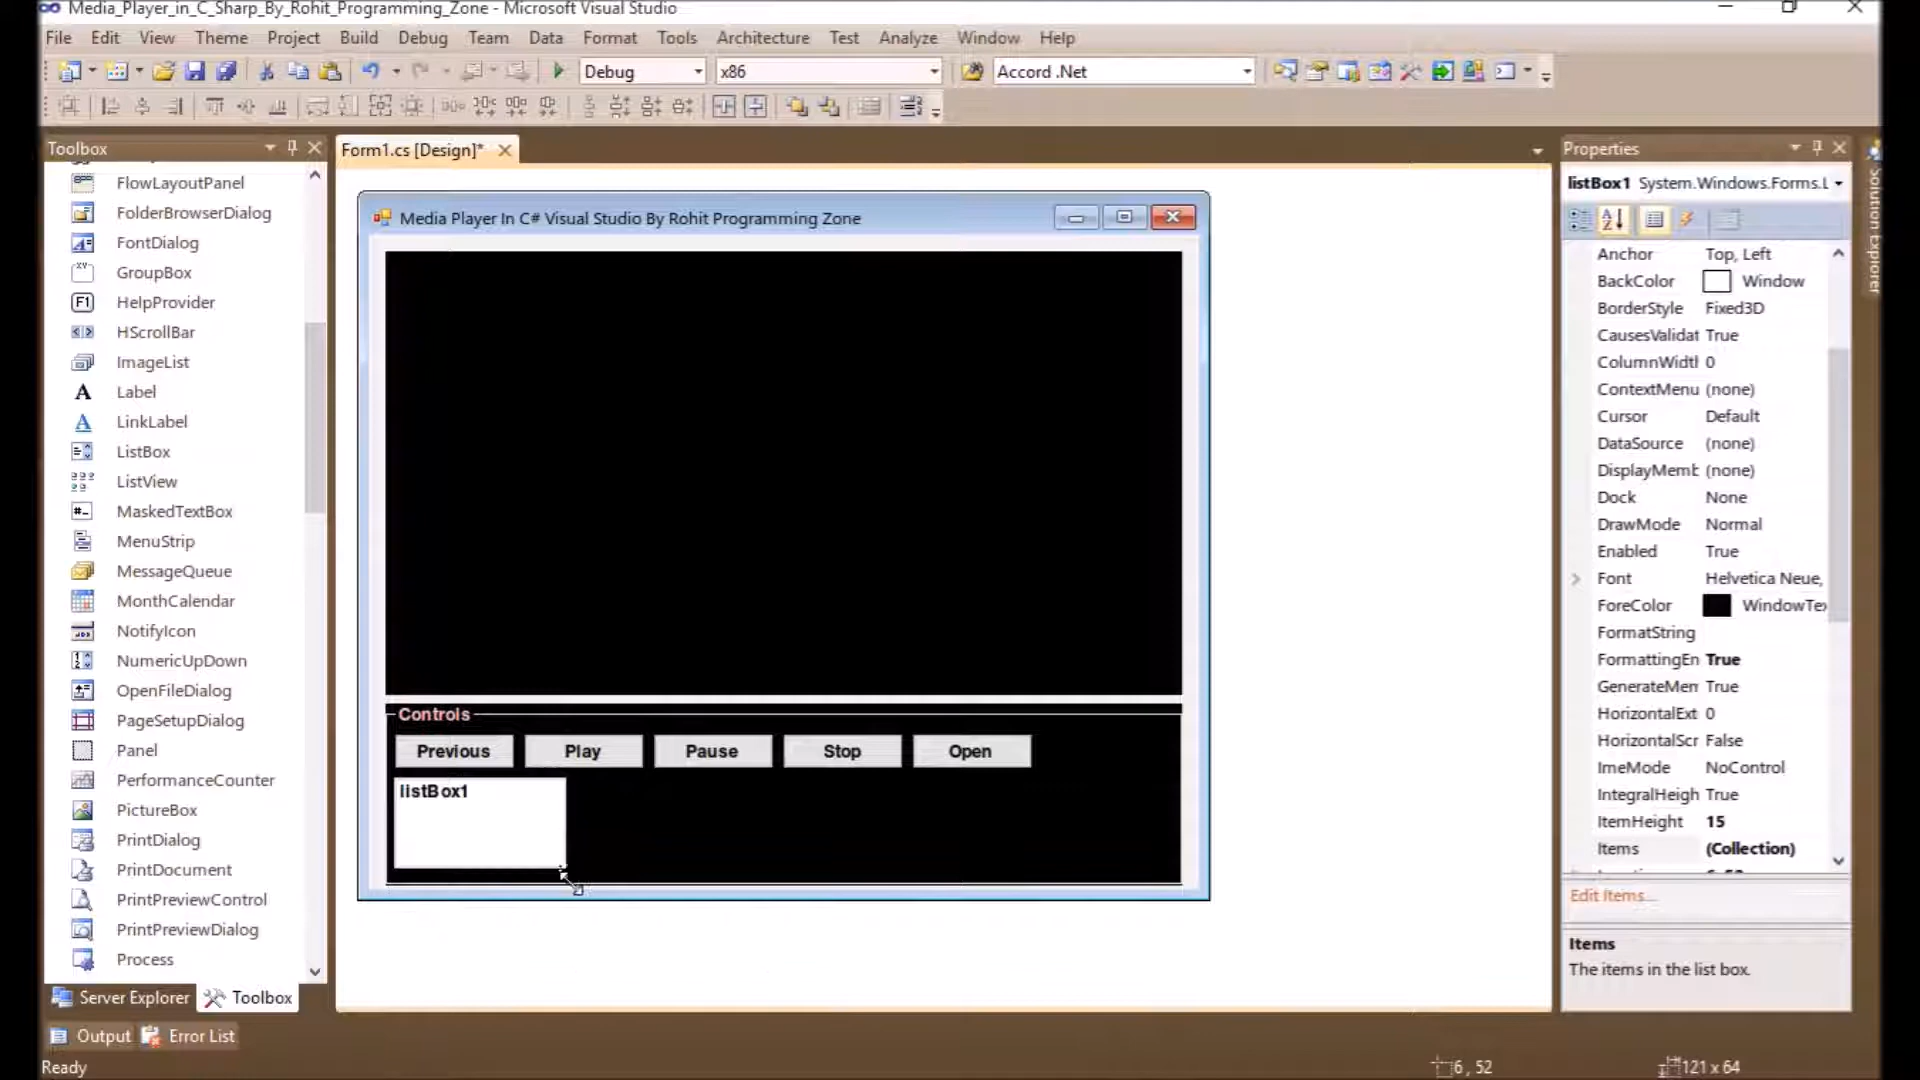 Media_Player_in_C_Sharp_By_Rohit_Programming_Zone - Microsoft Visual Studio
File Edit View Theme Project Build Debug Team Data Format Tools Architecture Test Analyze Window Help
Debug x86 Accord .Net
Toolbox
FlowLayoutPanel
FolderBrowserDialog
FontDialog
GroupBox
HelpProvider
HScrollBar
ImageList
Label
LinkLabel
ListBox
ListView
MaskedTextBox
MenuStrip
MessageQueue
MonthCalendar
NotifyIcon
NumericUpDown
OpenFileDialog
PageSetupDialog
Panel
PerformanceCounter
PictureBox
PrintDialog
PrintDocument
PrintPreviewControl
PrintPreviewDialog
Process
Server Explorer Toolbox
Output Error List
Ready
Form1.cs [Design]*
Media Player In C# Visual Studio By Rohit Programming Zone
Controls
Previous Play Pause Stop Open
listBox1
Properties
listBox1 System.Windows.Forms.L
Anchor Top, Left
BackColor Window
BorderStyle Fixed3D
CausesValidat True
ColumnWidtl 0
ContextMenu (none)
Cursor Default
DataSource (none)
DisplayMemb (none)
Dock None
DrawMode Normal
Enabled True
Font Helvetica Neue,
ForeColor WindowTex
FormatString
FormattingEn True
GenerateMem True
HorizontalExt 0
HorizontalScr False
ImeMode NoControl
IntegralHeigh True
ItemHeight 15
Items (Collection)
Edit Items...
Items
The items in the list box.
Solution Explorer
6 , 52
121 x 64